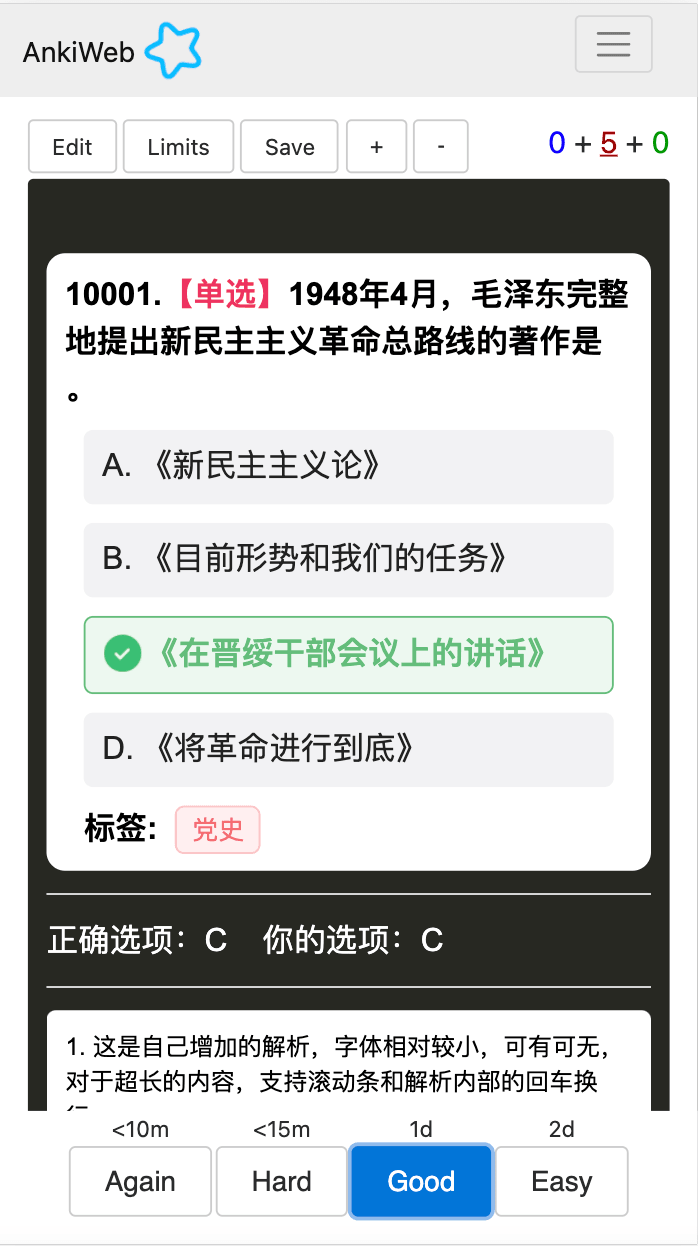 AnkiWeb
Edit Limits Save + - 0 + 5 + 0
10001.【单选】1948年4月，毛泽东完整
地提出新民主主义革命总路线的著作是
。
A. 《新民主主义论》
B. 《目前形势和我们的任务》
《在晋绥干部会议上的讲话》
D. 《将革命进行到底》
标签: 党史
正确选项：C 你的选项：C
1. 这是自己增加的解析，字体相对较小，可有可无，
对于超长的内容，支持滚动条和解析内部的回车换
<10m <15m 1d 2d
Again Hard Good Easy